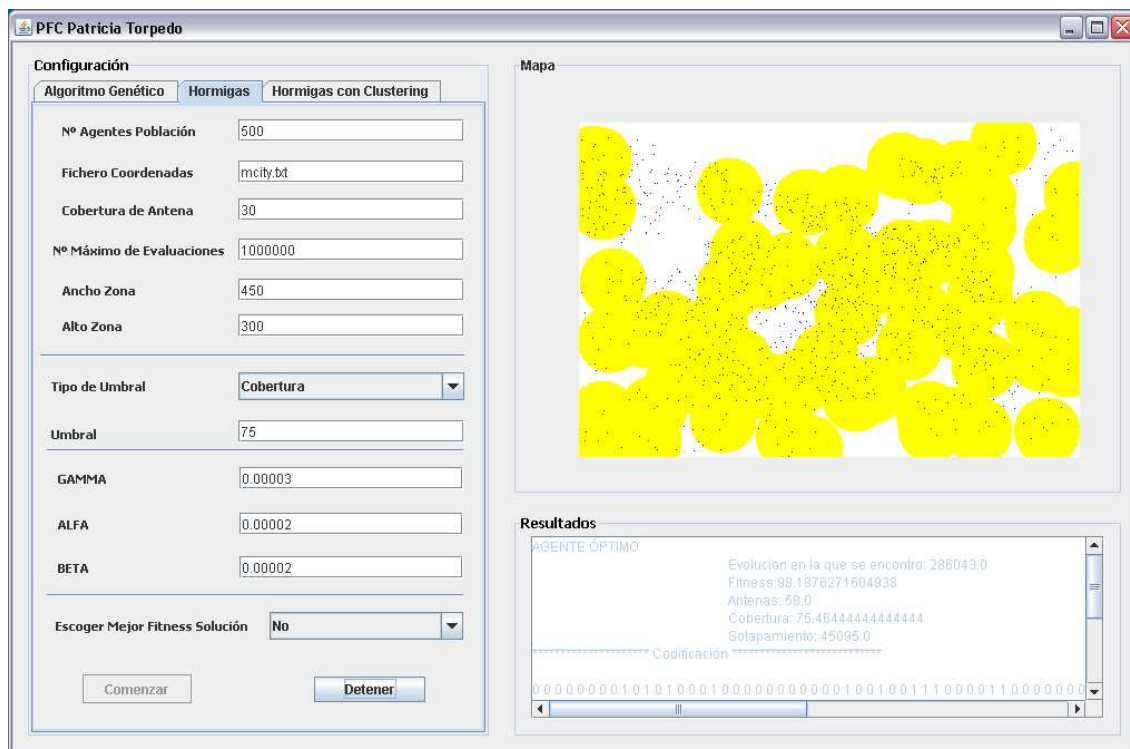 PFC Patricia Torpedo
Configuración
Algoritmo Genético
Hormigas
Hormigas con Clustering
Nº Agentes Población
500
Fichero Coordenadas
mcity.txt
Cobertura de Antena
30
Nº Máximo de Evaluaciones
1000000
Ancho Zona
450
Alto Zona
300
Tipo de Umbral
Cobertura
Umbral
75
GAMMA
0.00003
ALFA
0.00002
BETA
0.00002
Escoger Mejor Fitness Solución
No
Comenzar
Detener
Mapa
Resultados
AGENTE ÓPTIMO
Evolucion en la que se encontro: 286043.0
Fitness:98.1876271604938
Antenas: 58.0
Cobertura: 75.46444444444444
Solapamiento: 45095.0
Codificación